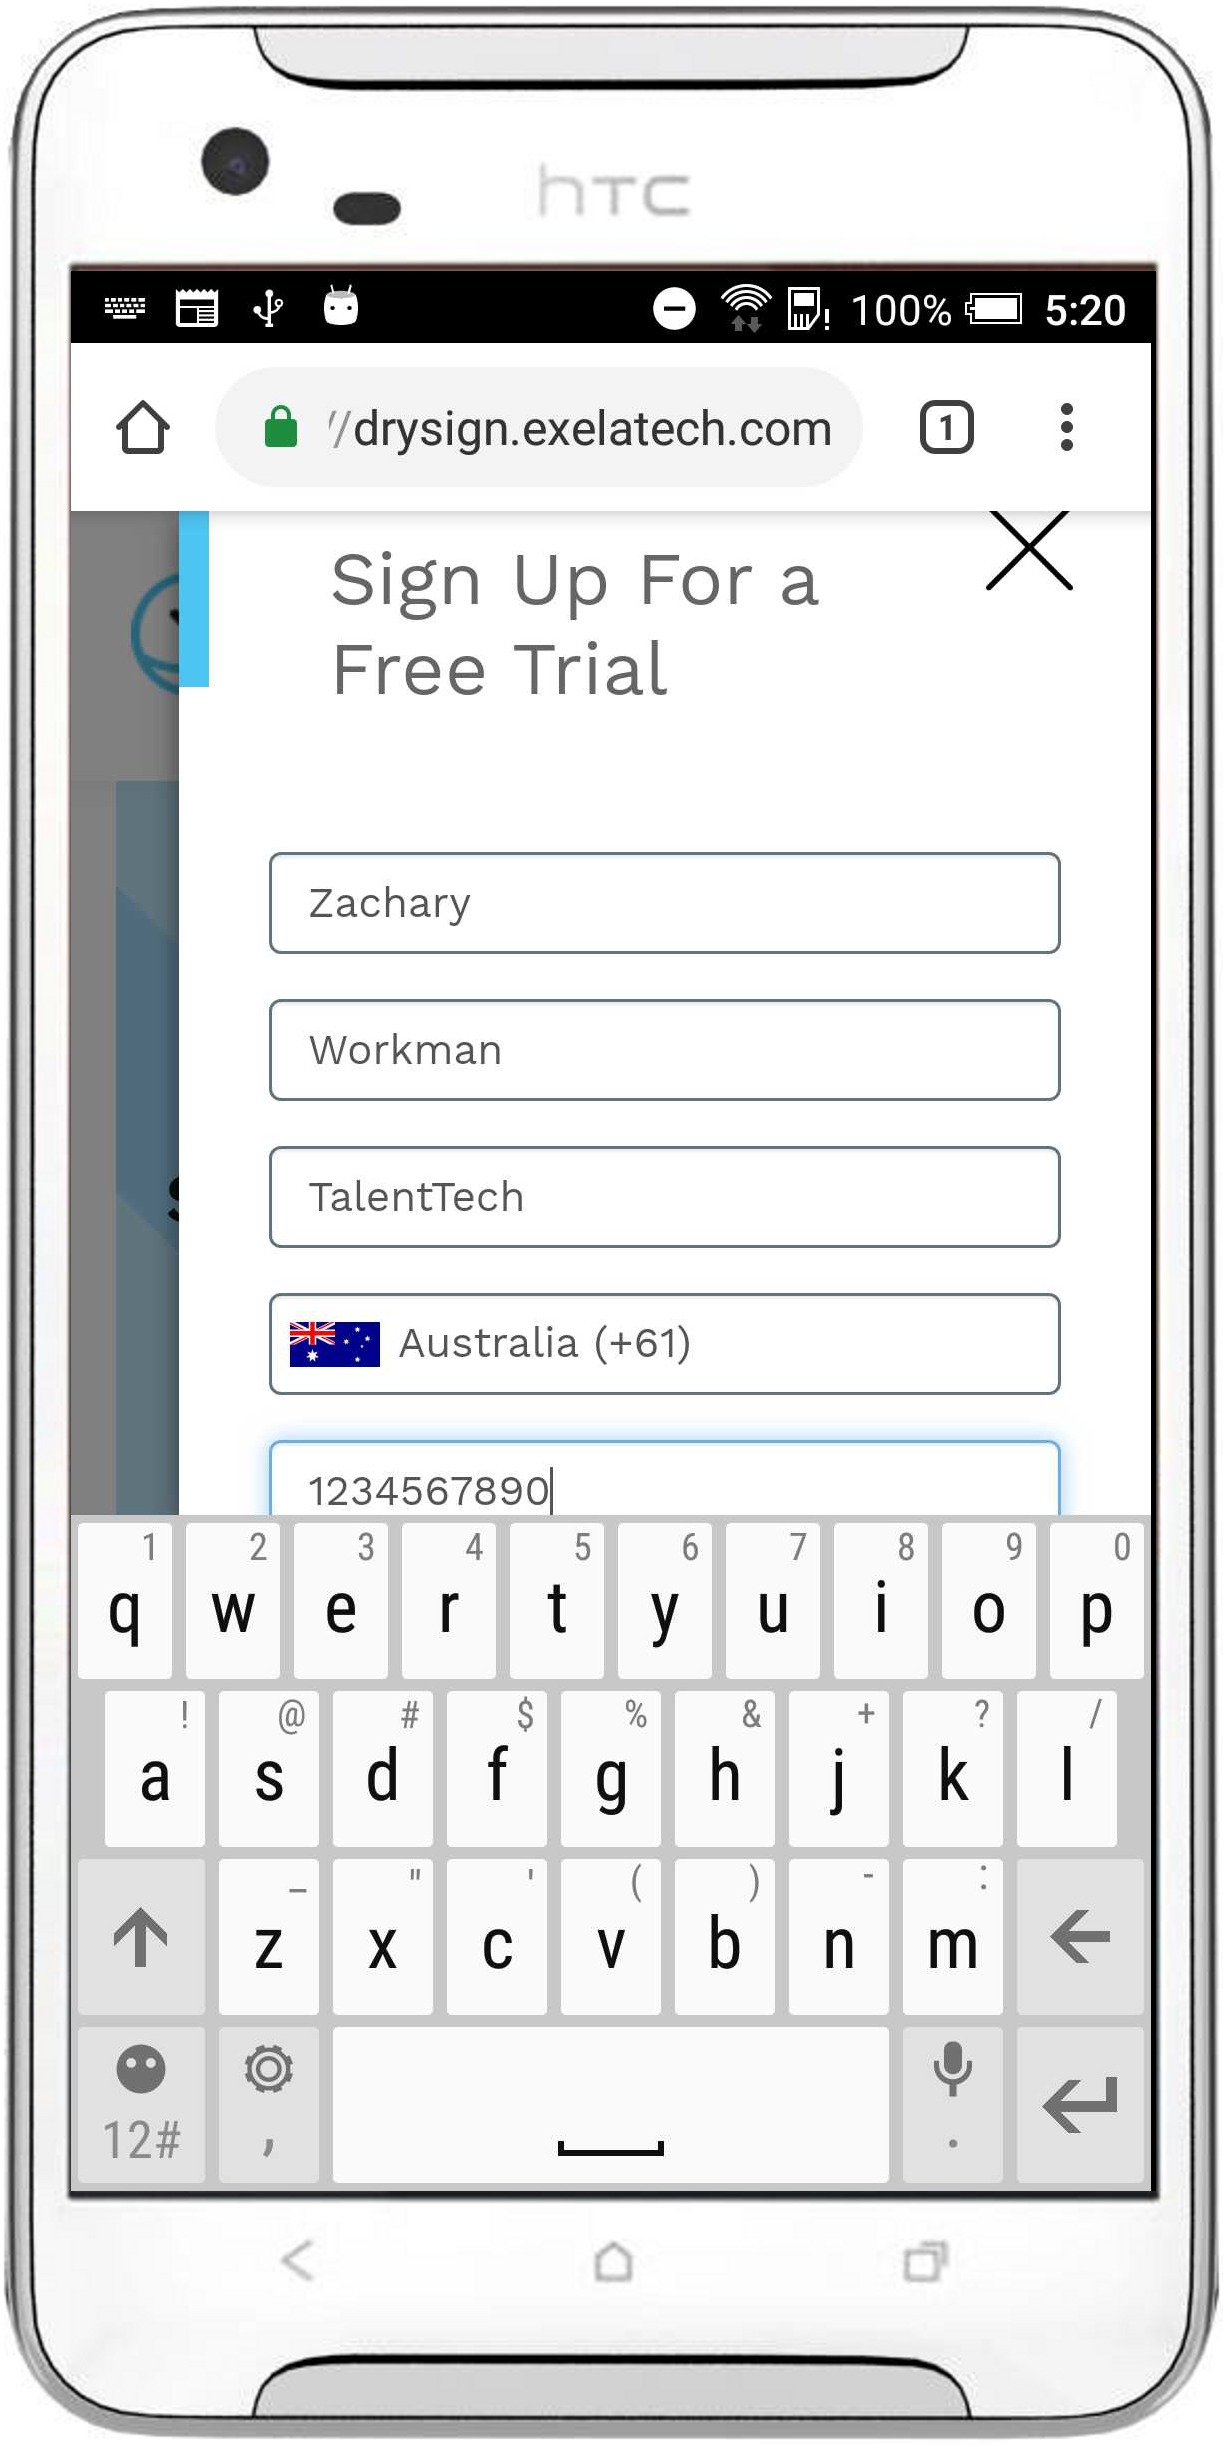 hTC
100% 5:20
//drysign.exelatech.com 1
Sign Up For a
Free Trial
Zachary
Workman
TalentTech
Australia (+61)
1234567890
1 2 3 4 5 6 7 8 9 0
q w e r t y u i o p
! @ # $ % & + ? /
a s d f g h j k l
_ " ' ( ) - :
z x c v b n m
12# , .